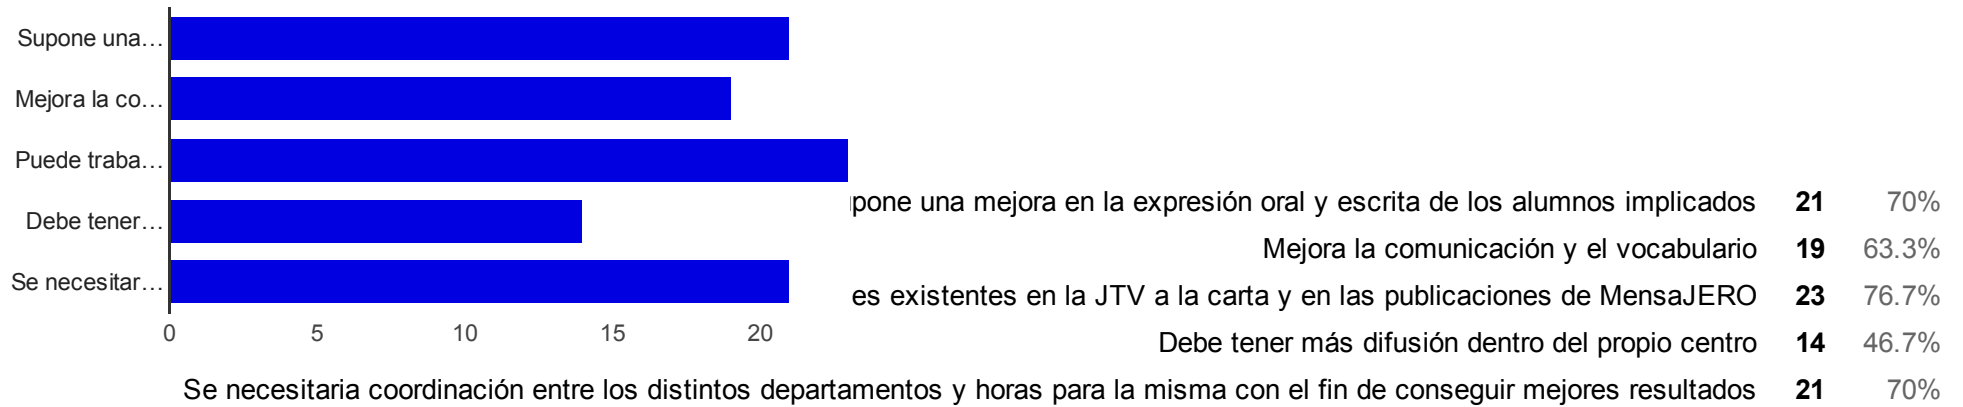 Supone una…
Mejora la co…
Puede traba…
Debe tener…
Se necesitar…
0 5 10 15 20
pone una mejora en la expresión oral y escrita de los alumnos implicados 21 70%
Mejora la comunicación y el vocabulario 19 63.3%
es existentes en la JTV a la carta y en las publicaciones de MensaJERO 23 76.7%
Debe tener más difusión dentro del propio centro 14 46.7%
Se necesitaria coordinación entre los distintos departamentos y horas para la misma con el fin de conseguir mejores resultados 21 70%